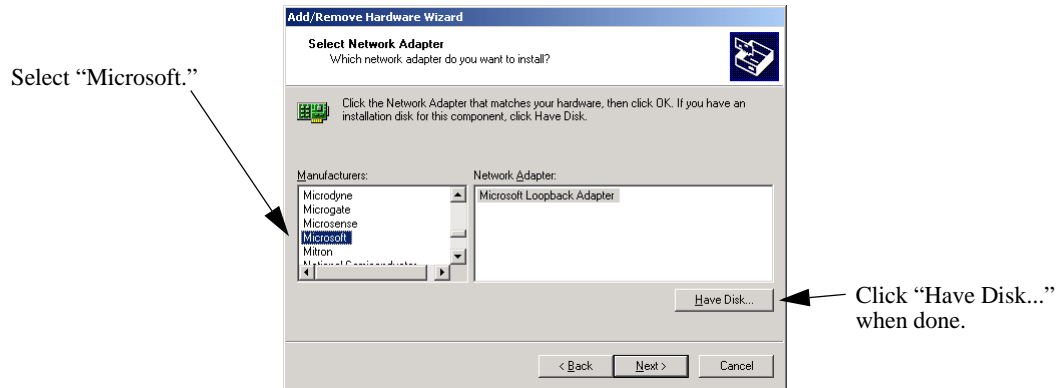 Add/Remove Hardware Wizard
Select Network Adapter
Which network adapter do you want to install?
Select “Microsoft.”
Click the Network Adapter that matches your hardware, then click OK. If you have an
installation disk for this component, click Have Disk.
Manufacturers:
Network Adapter:
Microdyne
Microgate
Microsense
Microsoft
Mitron
Microsoft Loopback Adapter
Have Disk...
Click “Have Disk...”
when done.
< Back
Next >
Cancel